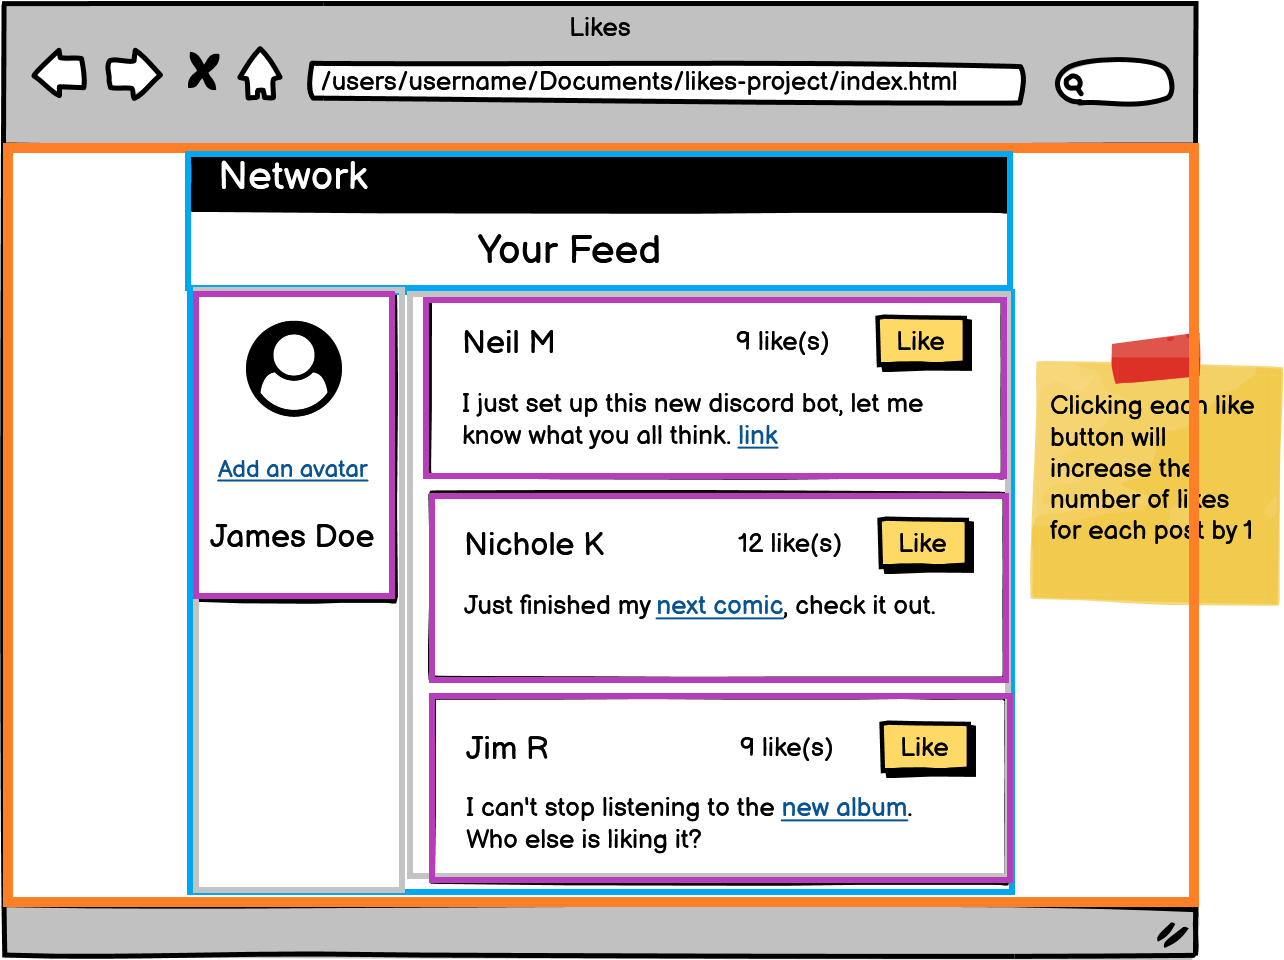 Likes
/users/username/Documents/likes-project/index.html
Network
Your Feed
Add an avatar
James Doe
Neil M
9 like(s)
Like
I just set up this new discord bot, let me
know what you all think. link
Nichole K
12 like(s)
Like
Just finished my next comic, check it out.
Jim R
9 like(s)
Like
I can't stop listening to the new album.
Who else is liking it?
Clicking each like
button will
increase the
number of likes
for each post by 1